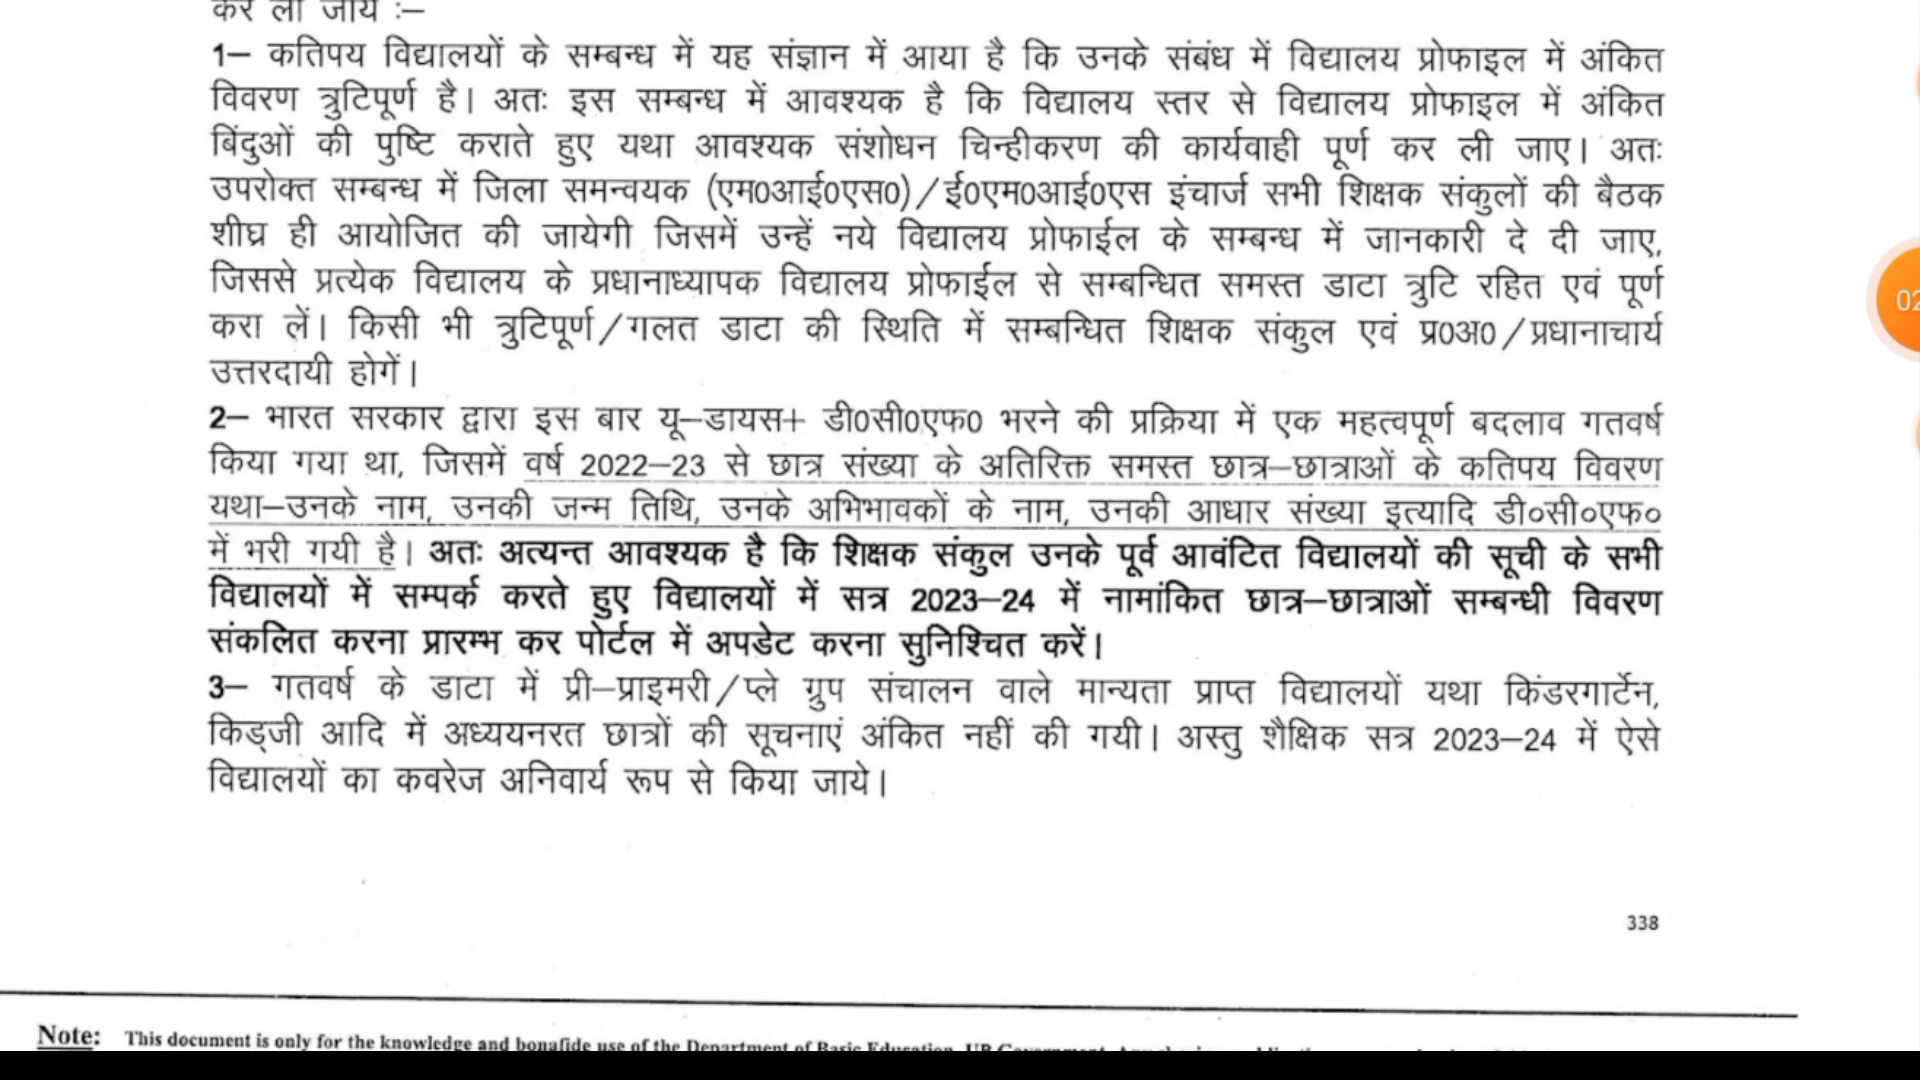 कर ली जाय :–
1– कतिपय विद्यालयों के सम्बन्ध में यह संज्ञान में आया है कि उनके संबंध में विद्यालय प्रोफाइल में अंकित
विवरण त्रुटिपूर्ण है। अतः इस सम्बन्ध में आवश्यक है कि विद्यालय स्तर से विद्यालय प्रोफाइल में अंकित
बिंदुओं की पुष्टि कराते हुए यथा आवश्यक संशोधन चिन्हीकरण की कार्यवाही पूर्ण कर ली जाए। अतः
उपरोक्त सम्बन्ध में जिला समन्वयक (एम0आई0एस0)/ई0एम0आई0एस इंचार्ज सभी शिक्षक संकुलों की बैठक
शीघ्र ही आयोजित की जायेगी जिसमें उन्हें नये विद्यालय प्रोफाईल के सम्बन्ध में जानकारी दे दी जाए,
जिससे प्रत्येक विद्यालय के प्रधानाध्यापक विद्यालय प्रोफाईल से सम्बन्धित समस्त डाटा त्रुटि रहित एवं पूर्ण
करा लें। किसी भी त्रुटिपूर्ण/गलत डाटा की स्थिति में सम्बन्धित शिक्षक संकुल एवं प्र0अ0/प्रधानाचार्य
उत्तरदायी होगें।
2– भारत सरकार द्वारा इस बार यू–डायस+ डी0सी0एफ0 भरने की प्रक्रिया में एक महत्वपूर्ण बदलाव गतवर्ष
किया गया था, जिसमें वर्ष 2022–23 से छात्र संख्या के अतिरिक्त समस्त छात्र–छात्राओं के कतिपय विवरण
यथा–उनके नाम, उनकी जन्म तिथि, उनके अभिभावकों के नाम, उनकी आधार संख्या इत्यादि डी०सी०एफ०
में भरी गयी है। अतः अत्यन्त आवश्यक है कि शिक्षक संकुल उनके पूर्व आवंटित विद्यालयों की सूची के सभी
विद्यालयों में सम्पर्क करते हुए विद्यालयों में सत्र 2023–24 में नामांकित छात्र–छात्राओं सम्बन्धी विवरण
संकलित करना प्रारम्भ कर पोर्टल में अपडेट करना सुनिश्चित करें।
3– गतवर्ष के डाटा में प्री–प्राइमरी/प्ले ग्रुप संचालन वाले मान्यता प्राप्त विद्यालयों यथा किंडरगार्टेन,
किड्जी आदि में अध्ययनरत छात्रों की सूचनाएं अंकित नहीं की गयी। अस्तु शैक्षिक सत्र 2023–24 में ऐसे
विद्यालयों का कवरेज अनिवार्य रूप से किया जाये।
338
Note: This document is only for the knowledge and bonafide use of the Department of Basic Education, UP Government.
02